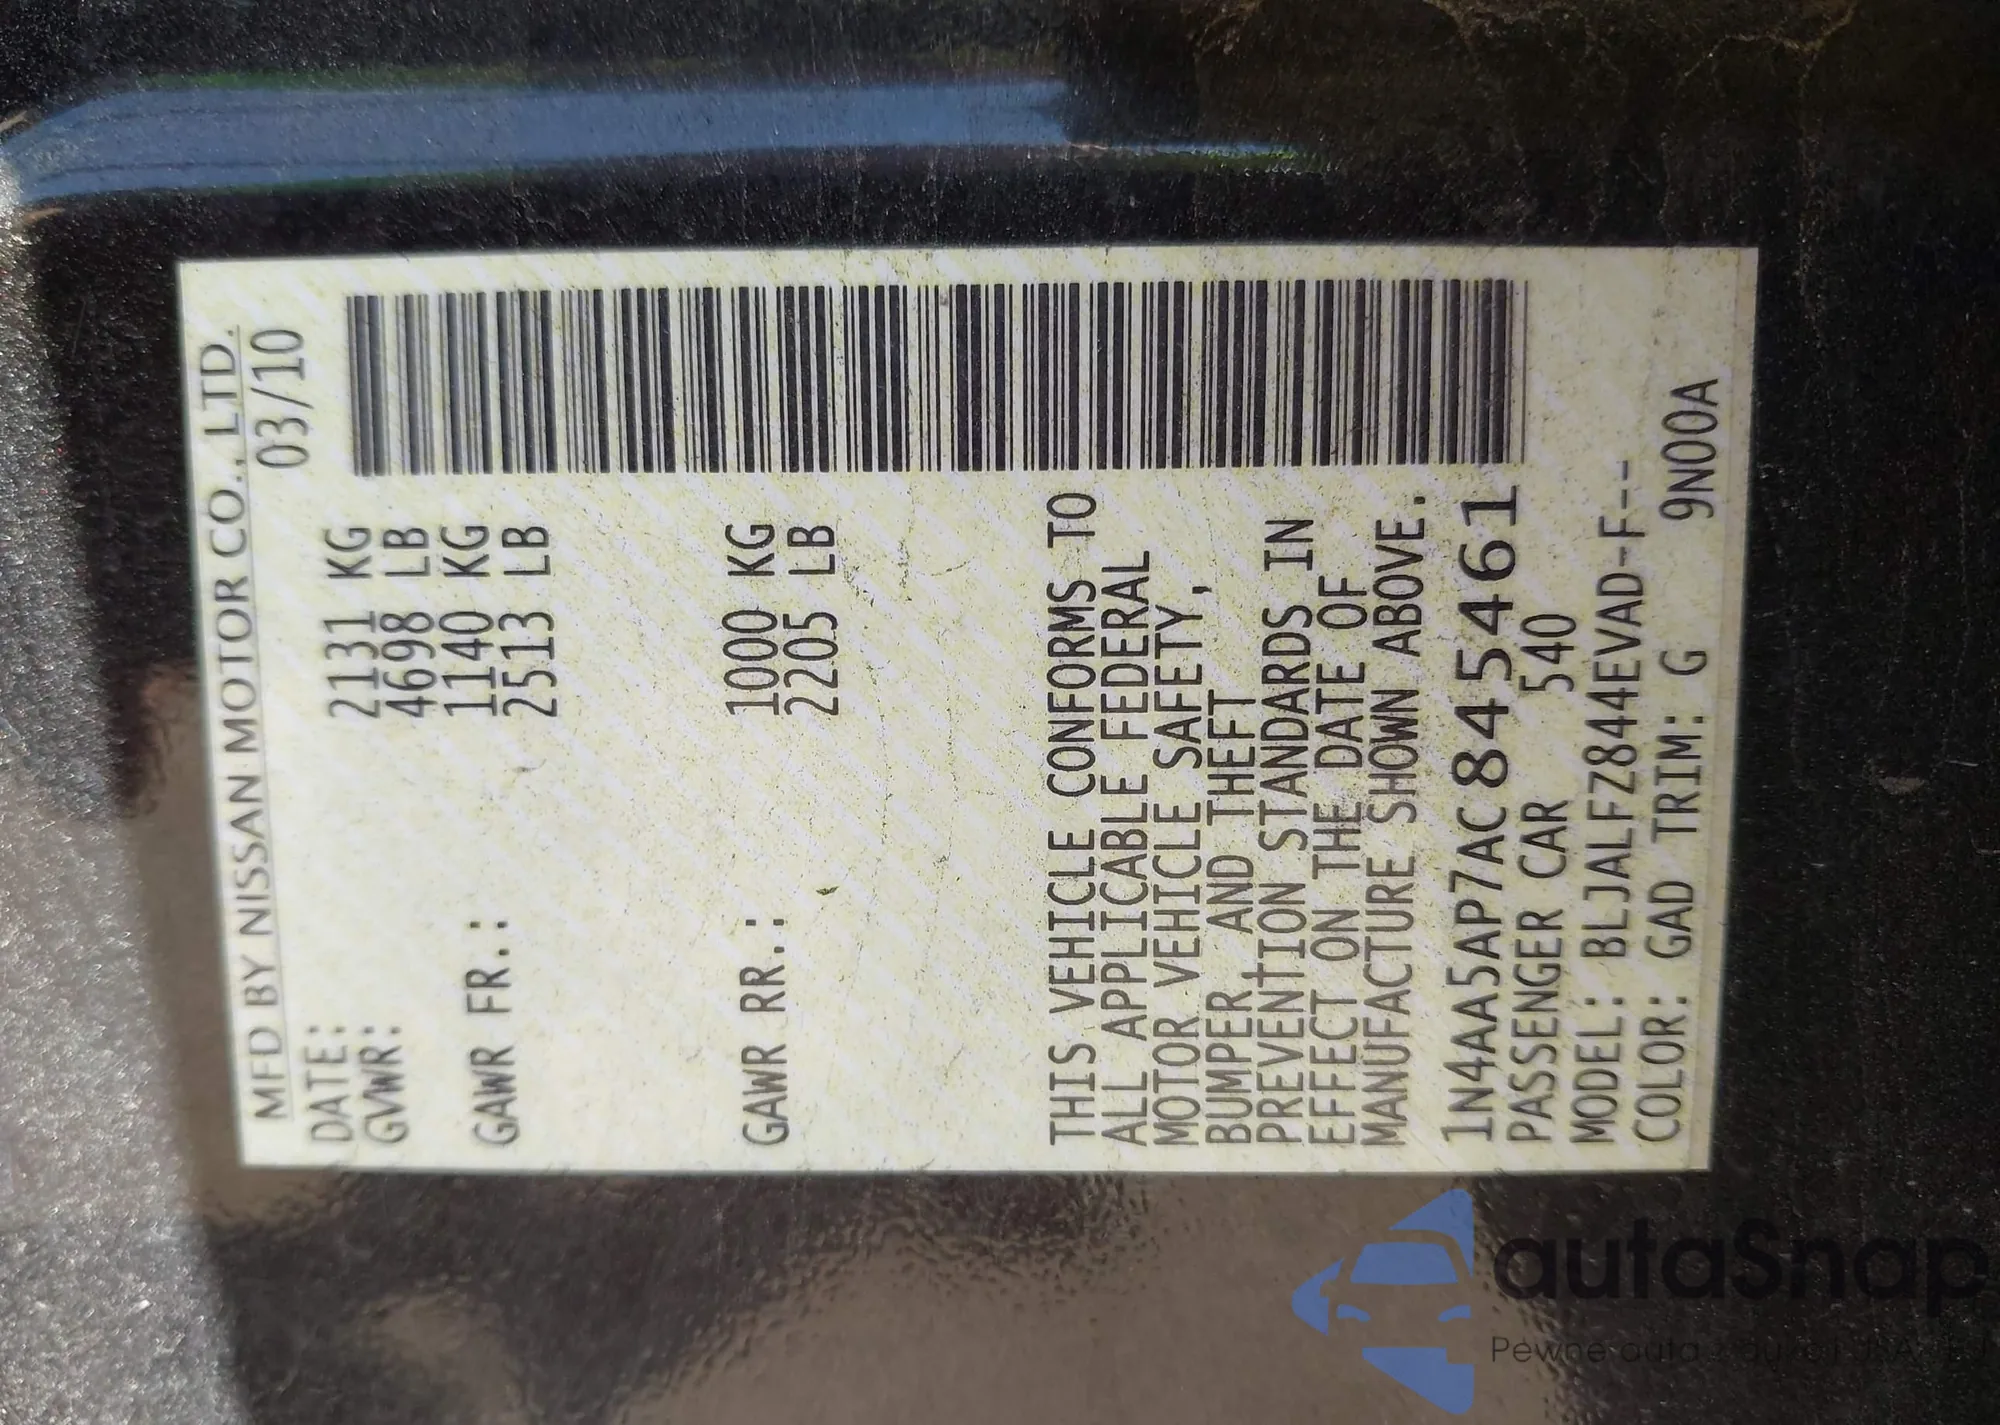 MFD BY NISSAN MOTOR CO., LTD.
DATE: 03/10
GVWR: 2131 KG
4698 LB
GAWR FR.: 1140 KG
2513 LB
GAWR RR.: 1000 KG
2205 LB
THIS VEHICLE CONFORMS TO
ALL APPLICABLE FEDERAL
MOTOR VEHICLE SAFETY,
BUMPER AND THEFT
PREVENTION STANDARDS IN
EFFECT ON THE DATE OF
MANUFACTURE SHOWN ABOVE.
1N4AA5AP7AC845461
PASSENGER CAR 540
MODEL: BLJALFZ844EVAD-F--
COLOR: GAD TRIM: G 9N00A
autaSnap
Pewne auta z